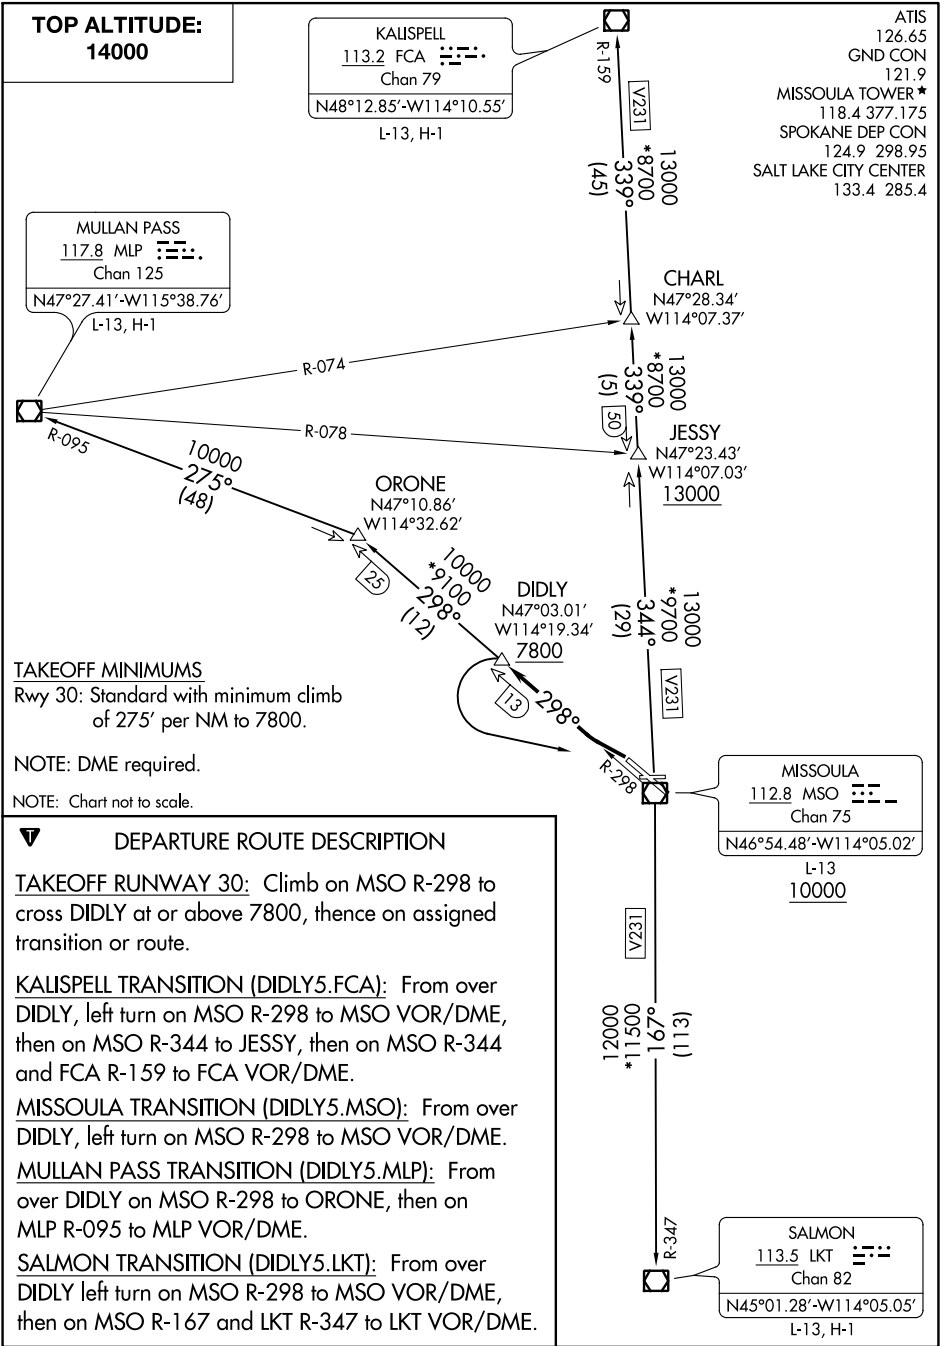 TOP ALTITUDE:
14000
KALISPELL
113.2 FCA
Chan 79
N48°12.85'-W114°10.55'
L-13, H-1
ATIS
126.65
GND CON
121.9
MISSOULA TOWER★
118.4 377.175
SPOKANE DEP CON
124.9 298.95
SALT LAKE CITY CENTER
133.4 285.4
R-159
V231
13000
*8700
339°
(45)
MULLAN PASS
117.8 MLP
Chan 125
N47°27.41'-W115°38.76'
L-13, H-1
CHARL
N47°28.34'
W114°07.37'
R-074
13000
*8700
339°
(5)
R-078
50
R-095
JESSY
N47°23.43'
W114°07.03'
13000
10000
275°
(48)
ORONE
N47°10.86'
W114°32.62'
25
10000
*9100
298°
(12)
DIDLY
N47°03.01'
W114°19.34'
7800
13
298°
R-298
13000
*9700
344°
(29)
V231
TAKEOFF MINIMUMS
Rwy 30: Standard with minimum climb
of 275' per NM to 7800.
NOTE: DME required.
NOTE: Chart not to scale.
MISSOULA
112.8 MSO
Chan 75
N46°54.48'-W114°05.02'
L-13
10000
V231
12000
*11500
167°
(113)
R-347
SALMON
113.5 LKT
Chan 82
N45°01.28'-W114°05.05'
L-13, H-1
T
DEPARTURE ROUTE DESCRIPTION
TAKEOFF RUNWAY 30: Climb on MSO R-298 to
cross DIDLY at or above 7800, thence on assigned
transition or route.
KALISPELL TRANSITION (DIDLY5.FCA): From over
DIDLY, left turn on MSO R-298 to MSO VOR/DME,
then on MSO R-344 to JESSY, then on MSO R-344
and FCA R-159 to FCA VOR/DME.
MISSOULA TRANSITION (DIDLY5.MSO): From over
DIDLY, left turn on MSO R-298 to MSO VOR/DME.
MULLAN PASS TRANSITION (DIDLY5.MLP): From
over DIDLY on MSO R-298 to ORONE, then on
MLP R-095 to MLP VOR/DME.
SALMON TRANSITION (DIDLY5.LKT): From over
DIDLY left turn on MSO R-298 to MSO VOR/DME,
then on MSO R-167 and LKT R-347 to LKT VOR/DME.